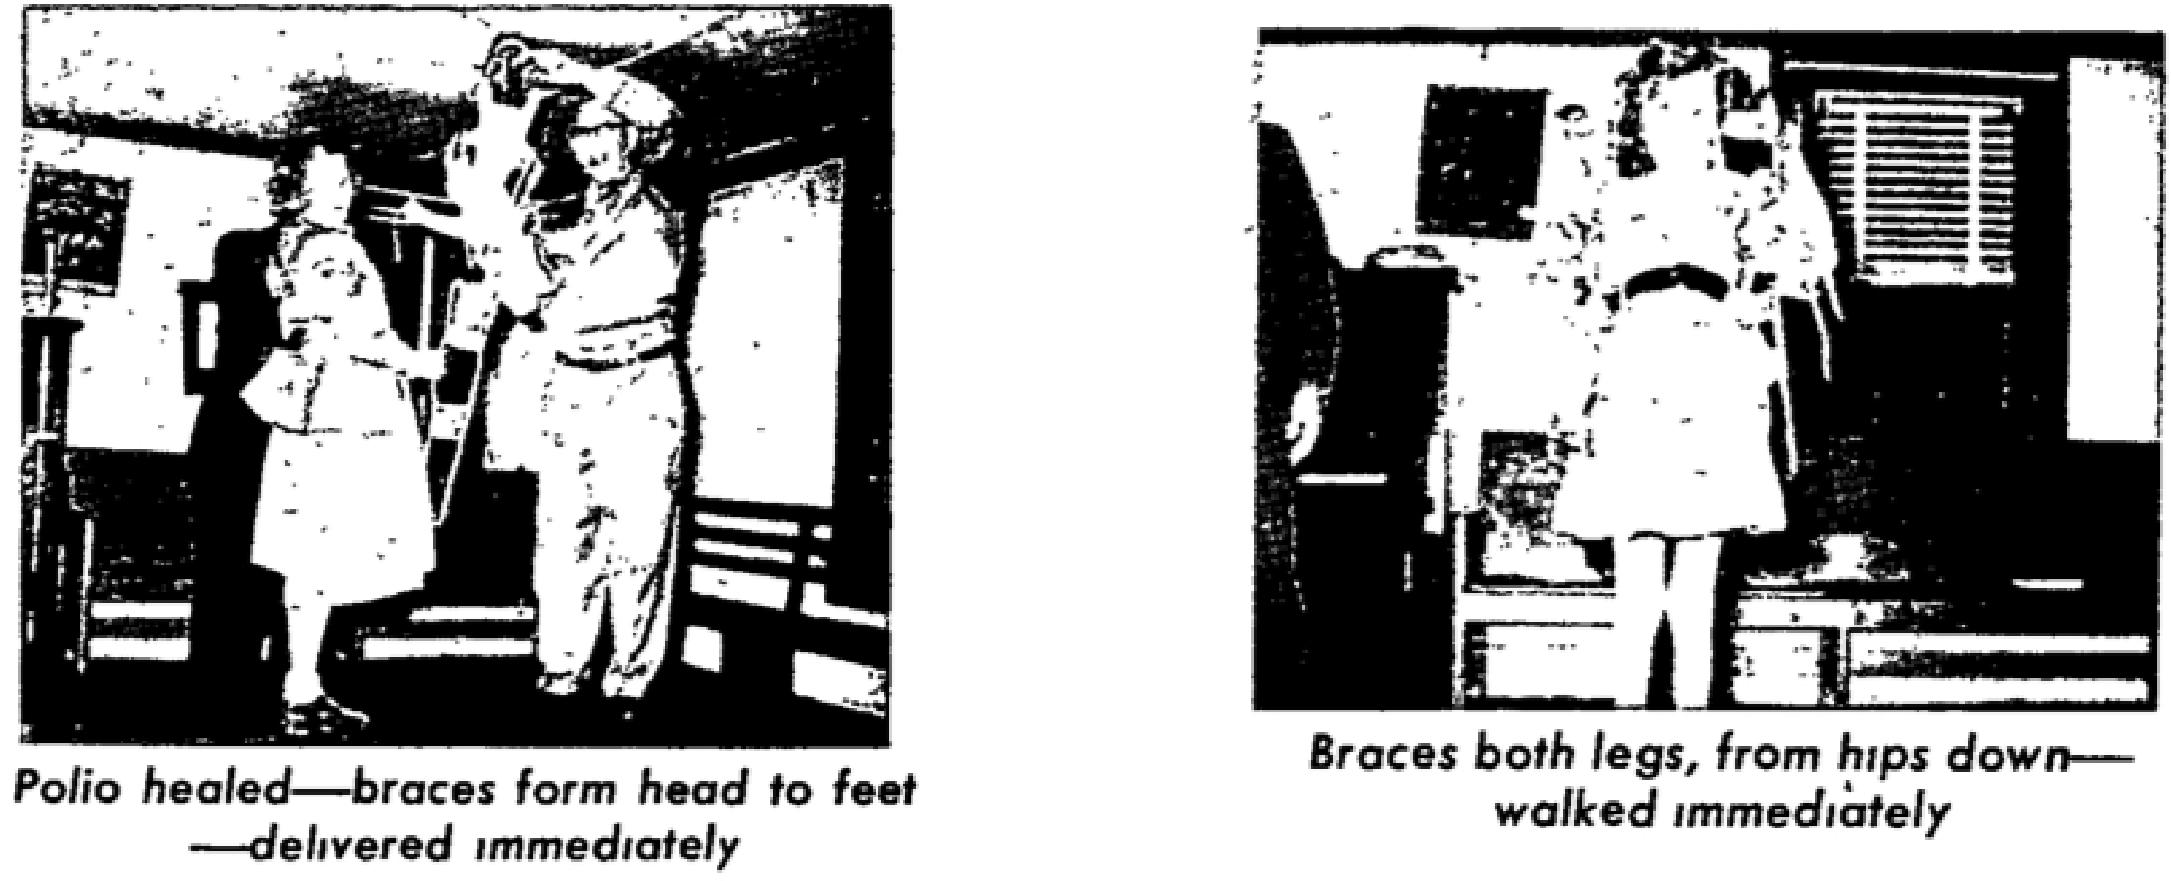 Polio healed—braces form head to feet
—delivered immediately
Braces both legs, from hips down—
walked immediately